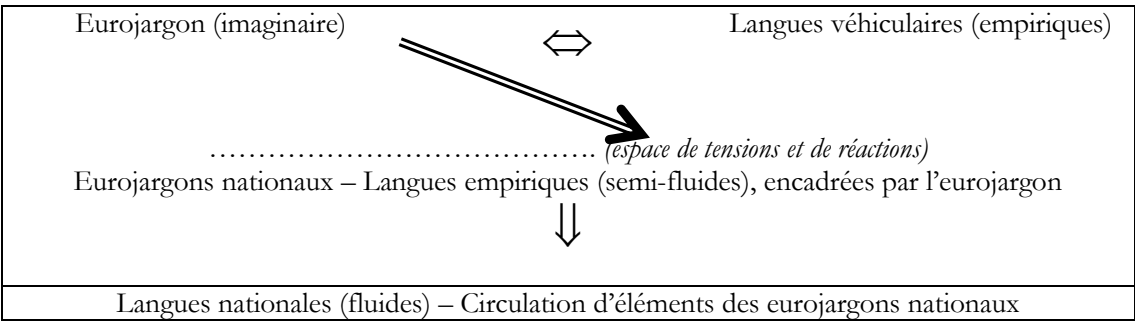 Eurojargon (imaginaire) ⇔ Langues véhiculaires (empiriques)
…………………………………. (espace de tensions et de réactions)
Eurojargons nationaux – Langues empiriques (semi-fluides), encadrées par l’eurojargon
⇓
Langues nationales (fluides) – Circulation d’éléments des eurojargons nationaux